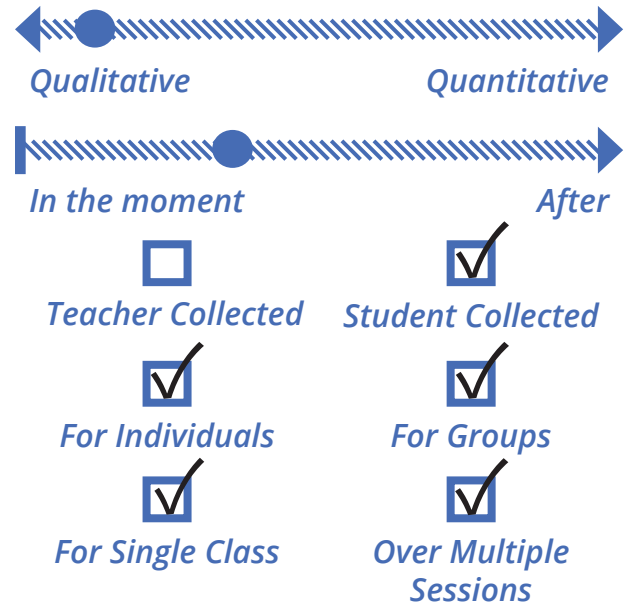 Qualitative Quantitative
In the moment After
Teacher Collected Student Collected
For Individuals For Groups
For Single Class Over Multiple
Sessions